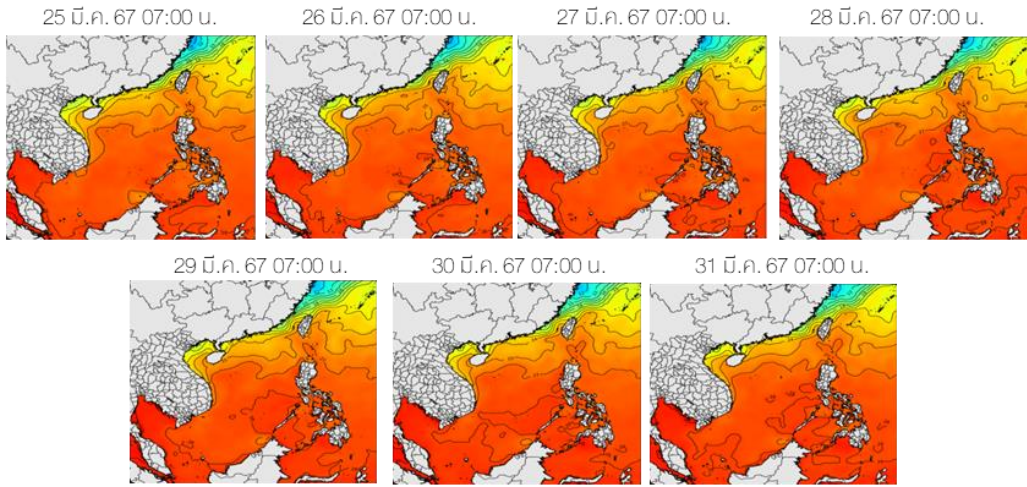 25 มี.ค. 67 07:00 น.
26 มี.ค. 67 07:00 น.
27 มี.ค. 67 07:00 น.
28 มี.ค. 67 07:00 น.
29 มี.ค. 67 07:00 น.
30 มี.ค. 67 07:00 น.
31 มี.ค. 67 07:00 น.